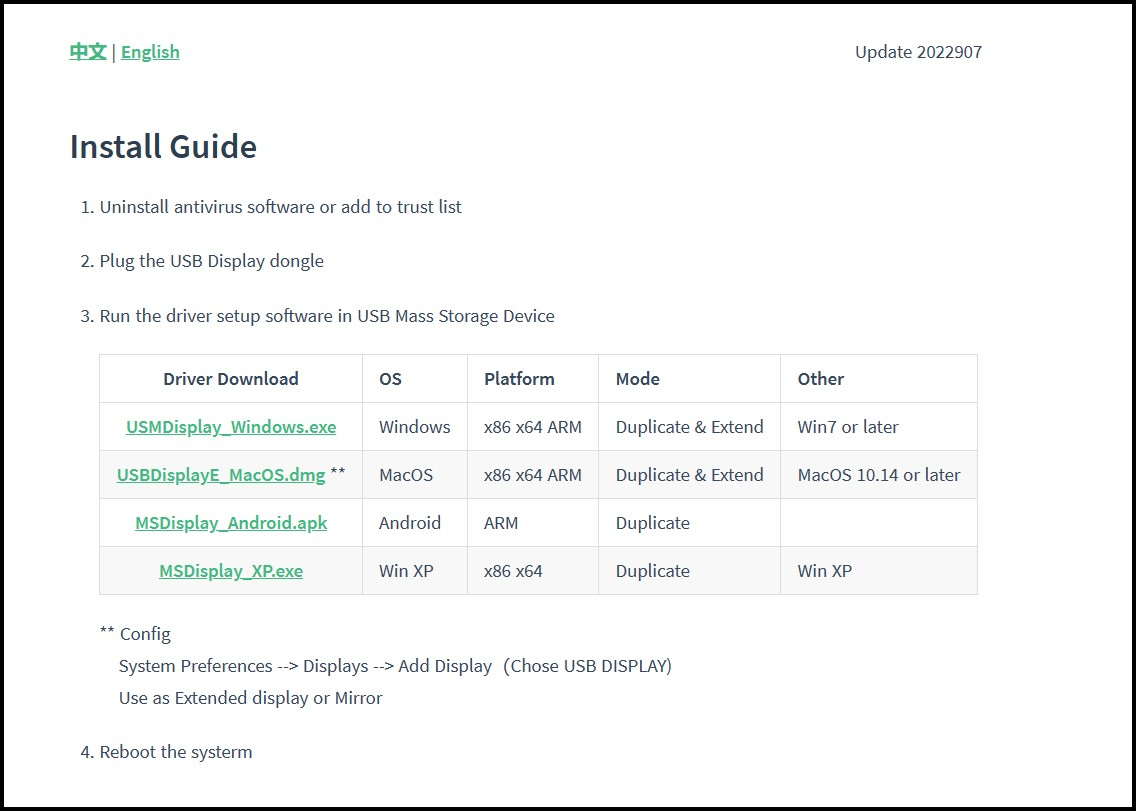 中文 | English
Update 2022907
Install Guide
1. Uninstall antivirus software or add to trust list
2. Plug the USB Display dongle
3. Run the driver setup software in USB Mass Storage Device
Driver Download OS Platform Mode Other
USMDisplay_Windows.exe Windows x86 x64 ARM Duplicate & Extend Win7 or later
USBDisplayE_MacOS.dmg ** MacOS x86 x64 ARM Duplicate & Extend MacOS 10.14 or later
MSDisplay_Android.apk Android ARM Duplicate
MSDisplay_XP.exe Win XP x86 x64 Duplicate Win XP
** Config
System Preferences --> Displays --> Add Display（Chose USB DISPLAY)
Use as Extended display or Mirror
4. Reboot the systerm